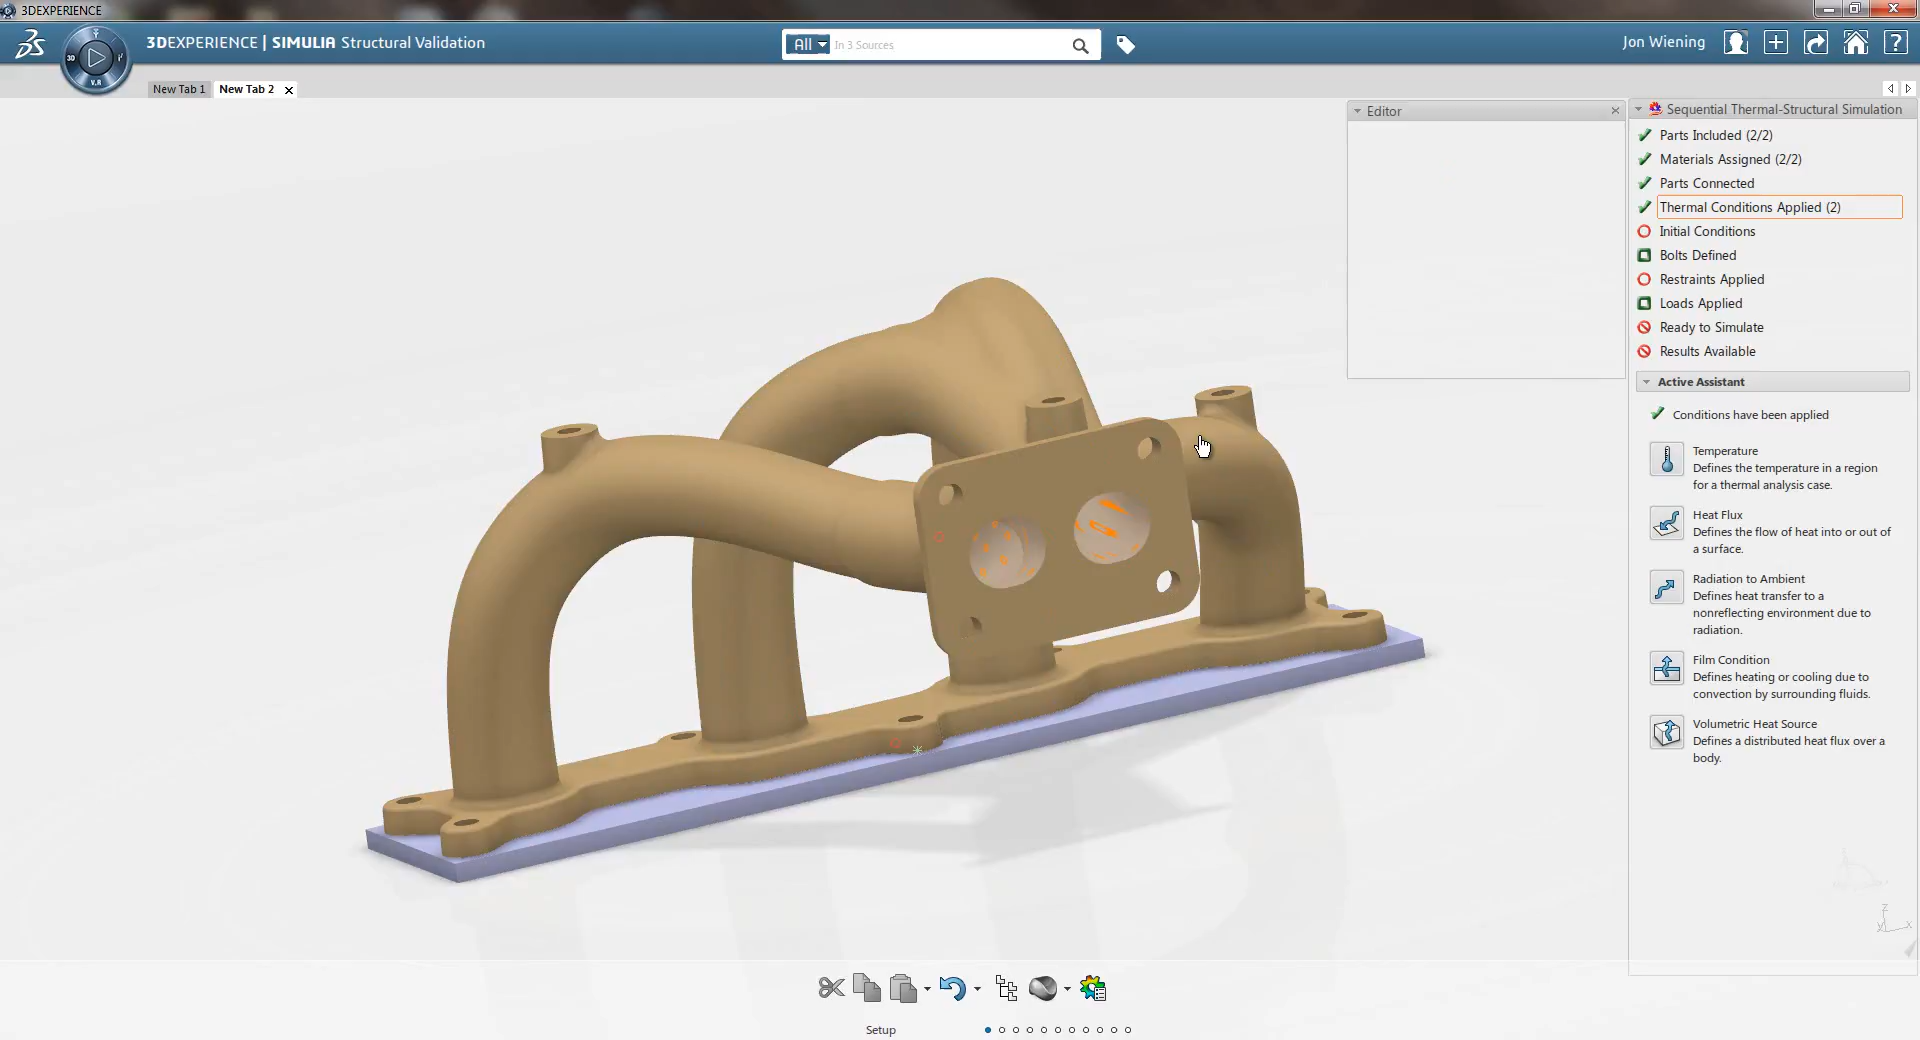 3DEXPERIENCE
3DEXPERIENCE | SIMULIA Structural Validation
All
In 3 Sources
Jon Wiening
3D
i²
V.R
New Tab 1
New Tab 2
Editor
Sequential Thermal-Structural Simulation
Parts Included (2/2)
Materials Assigned (2/2)
Parts Connected
Thermal Conditions Applied (2)
Initial Conditions
Bolts Defined
Restraints Applied
Loads Applied
Ready to Simulate
Results Available
Active Assistant
Conditions have been applied
Temperature
Defines the temperature in a region
for a thermal analysis case.
Heat Flux
Defines the flow of heat into or out of
a surface.
Radiation to Ambient
Defines heat transfer to a
nonreflecting environment due to
radiation.
Film Condition
Defines heating or cooling due to
convection by surrounding fluids.
Volumetric Heat Source
Defines a distributed heat flux over a
body.
Z
Y
X
Setup